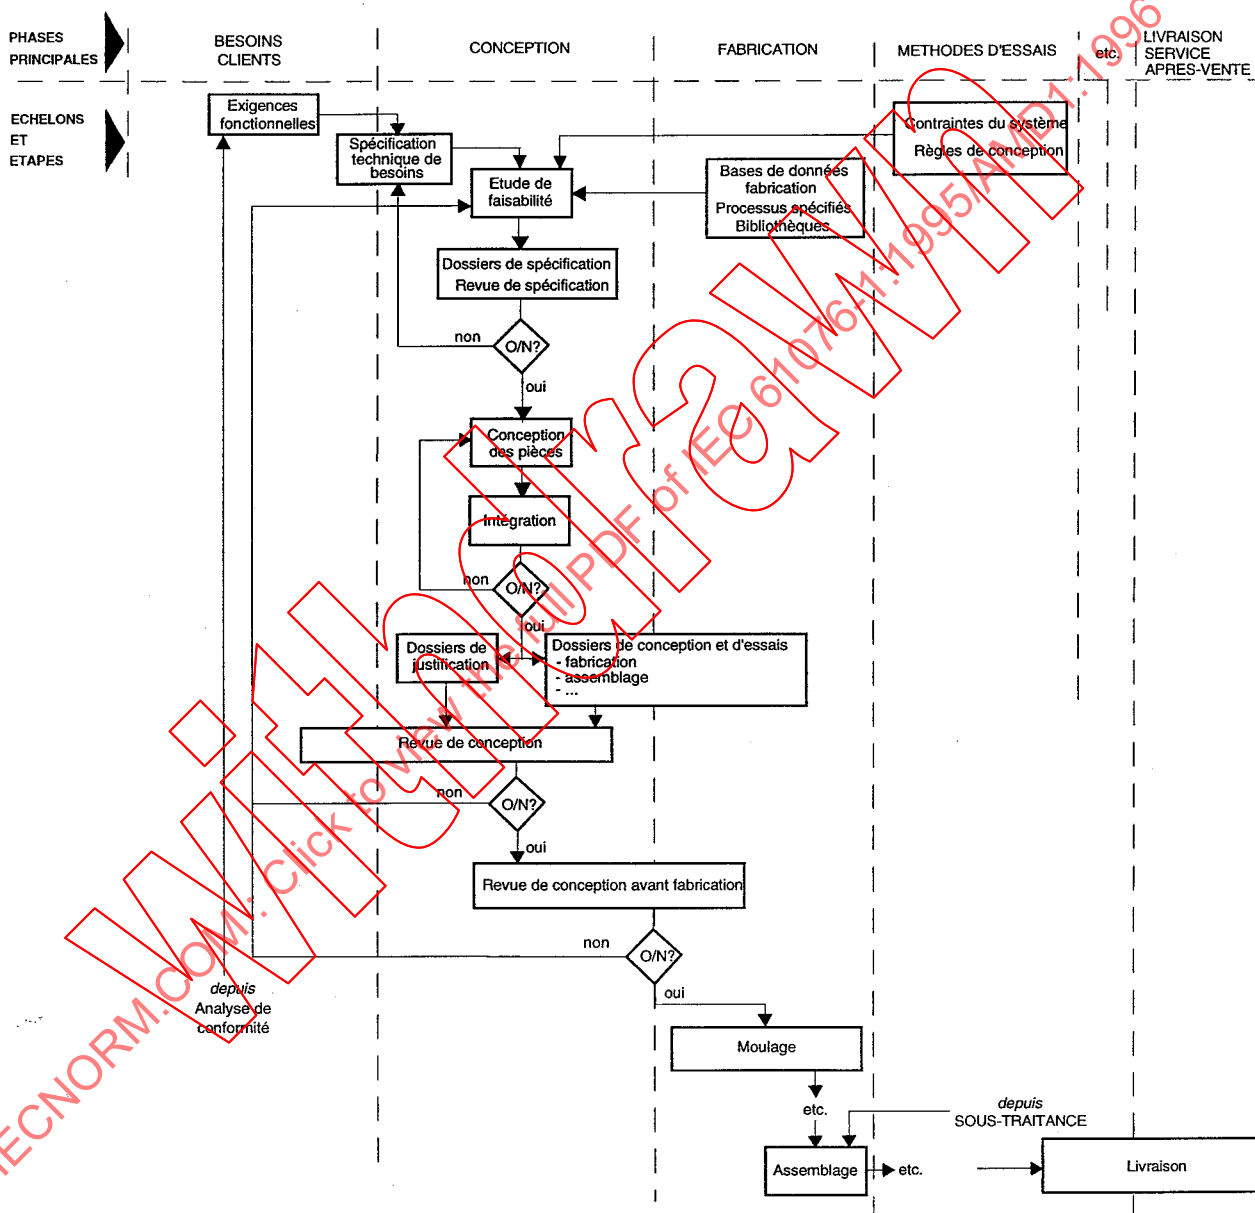 PHASES
PRINCIPALES
BESOINS
CLIENTS
CONCEPTION
FABRICATION
METHODES D'ESSAIS
etc.
LIVRAISON
SERVICE
APRES-VENTE
ECHELONS
ET
ETAPES
Exigences
fonctionnelles
Spécification
technique de
besoins
Etude de
faisabilité
Contraintes du système
Règles de conception
Bases de données
fabrication
Processus spécifiés
Bibliothèques
Dossiers de spécification
Revue de spécification
non
O/N?
oui
Conception
des pièces
Intégration
non
O/N?
oui
Dossiers de
justification
Dossiers de conception et d'essais
- fabrication
- assemblage
- ...
Revue de conception
non
O/N?
oui
Revue de conception avant fabrication
non
O/N?
oui
depuis
Analyse de
conformité
Moulage
etc.
depuis
SOUS-TRAITANCE
Assemblage
etc.
Livraison
IECNORM.COM: Click to view the full PDF of IEC 61076-1:1995/AMD1:1996
Withdrawn